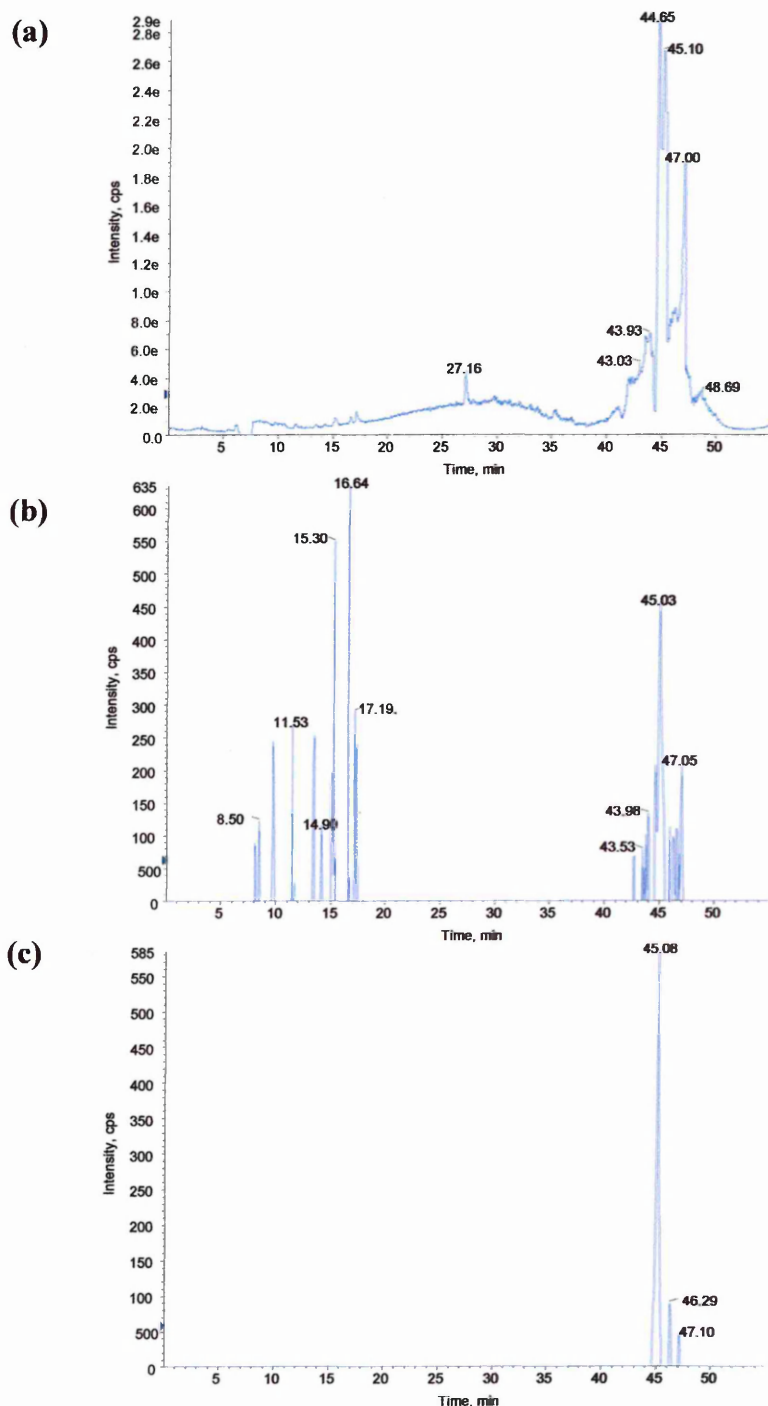 (a)
2.9e
2.8e
2.6e
2.4e
2.2e
2.0e
1.8e
1.6e
1.4e
1.2e
8.0e
6.0e
4.0e
2.0e
0.0
Intensity, cps
27.16
43.03
43.93
44.65
45.10
47.00
48.69
5 10 15 20 25 30 35 40 45 50
Time, min
(b)
635
600
550
500
450
400
350
300
250
200
150
100
500
0
Intensity, cps
8.50
11.53
14.90
15.30
16.64
17.19.
43.53
43.98
45.03
47.05
5 10 15 20 25 30 40 45 50
Time, min
(c)
585
550
500
450
400
350
300
250
200
150
100
500
0
Intensity, cps
45.08
46.29
47.10
5 10 15 20 25 30 40 45 50
Time, min